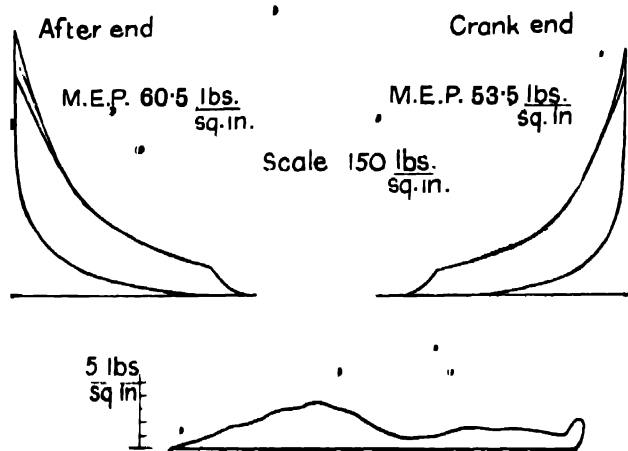 After end
Crank end
M.E.P. 60·5 lbs.
sq. in.
M.E.P. 53·5 lbs.
sq. in
Scale 150 lbs.
sq. in.
5 lbs
sq in